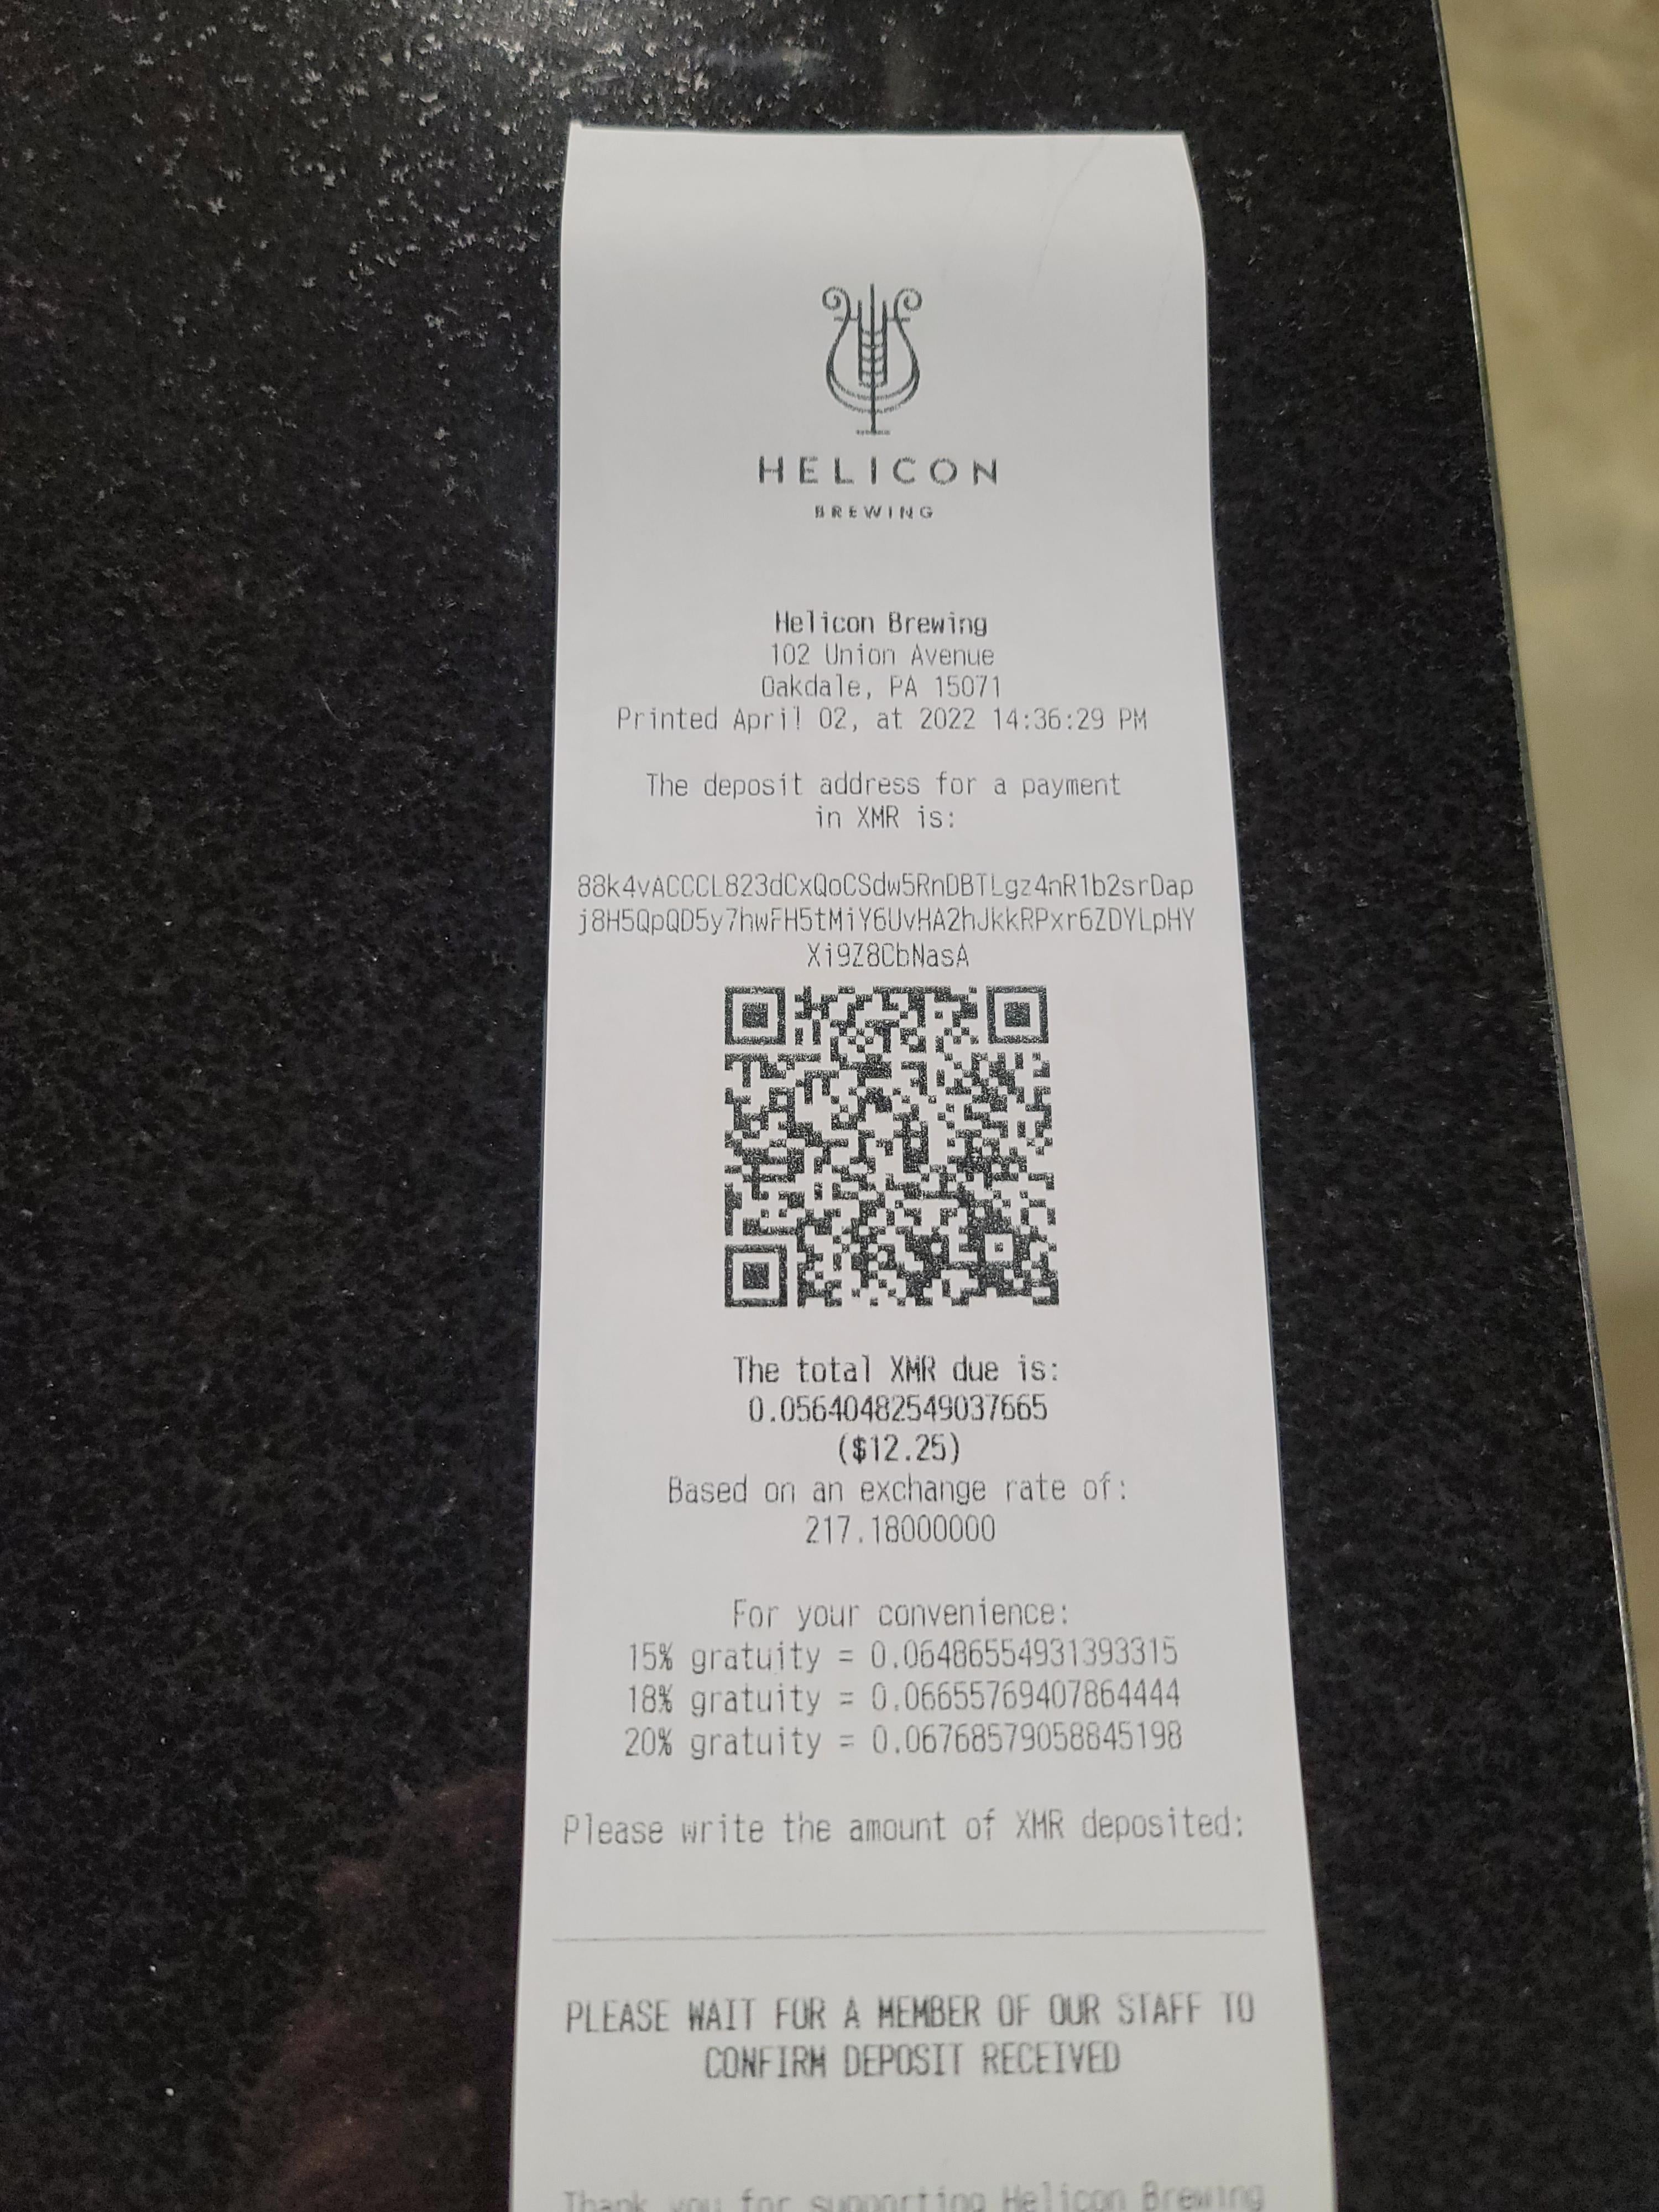 HELICON
BREWING
Helicon Brewing
102 Union Avenue
Oakdale, PA 15071
Printed April 02, at 2022 14:36:29 PM
The deposit address for a payment
in XMR is:
88k4vACCCL823dCxQoCSdw5RnDBTLgz4nR1b2srDap
j8H5QpQD5y7hwFH5tMiY6UvHA2hJkkRPxr6ZDYLpHY
Xi9Z8CbNasA
The total XMR due is:
0.05640482549037665
($12.25)
Based on an exchange rate of:
217.18000000
For your convenience:
15% gratuity = 0.06486554931393315
18% gratuity = 0.06655769407864444
20% gratuity = 0.06768579058845198
Please write the amount of XMR deposited:
PLEASE WAIT FOR A MEMBER OF OUR STAFF TO
CONFIRM DEPOSIT RECEIVED
Thank you for supporting Helicon Brewing